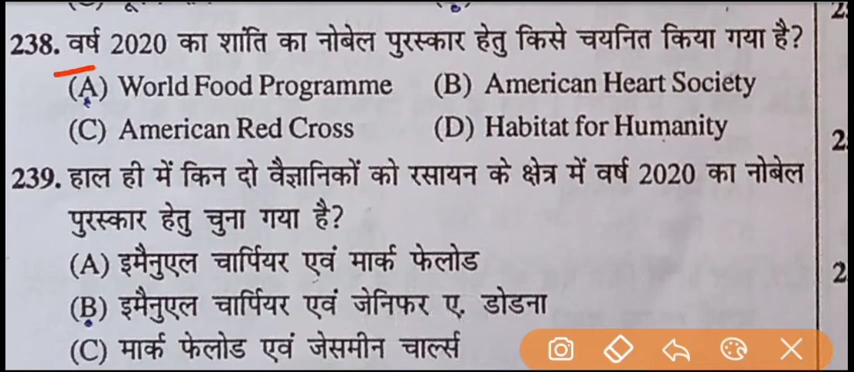 238. वर्ष 2020 का शांति का नोबेल पुरस्कार हेतु किसे चयनित किया गया है?
(A) World Food Programme (B) American Heart Society
(C) American Red Cross (D) Habitat for Humanity
239. हाल ही में किन दो वैज्ञानिकों को रसायन के क्षेत्र में वर्ष 2020 का नोबेल
पुरस्कार हेतु चुना गया है?
(A) इमैनुएल चार्पियर एवं मार्क फेलोड
(B) इमैनुएल चार्पियर एवं जेनिफर ए. डोडना
(C) मार्क फेलोड एवं जेसमीन चार्ल्स